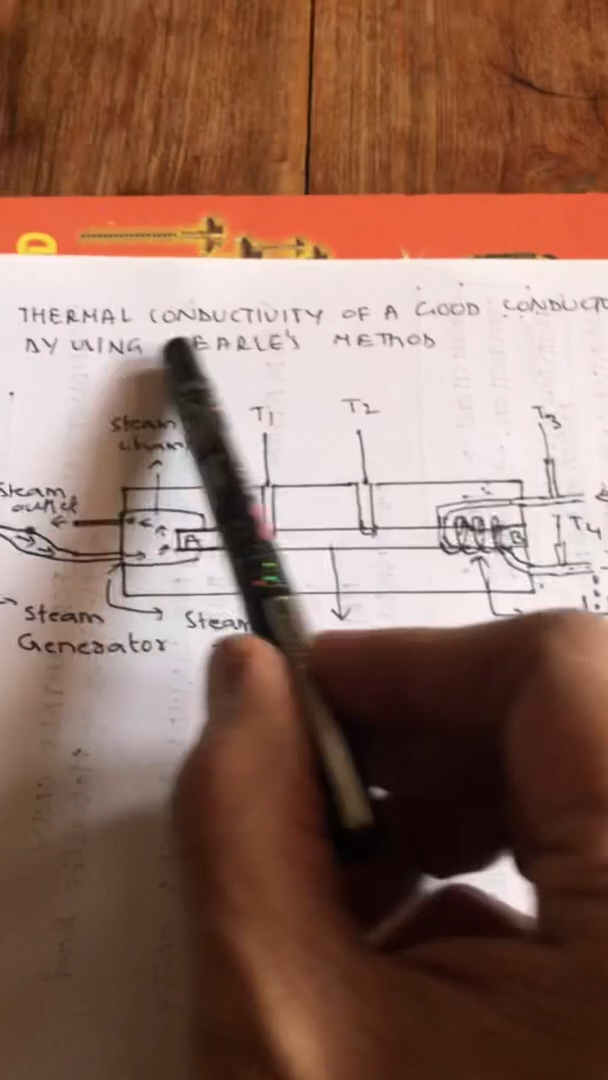 THERMAL CONDUCTIVITY OF A GOOD
BY USING METHOD
T1
T2
T3
steam
T4
steam
outlet
A
B
Steam
Generator